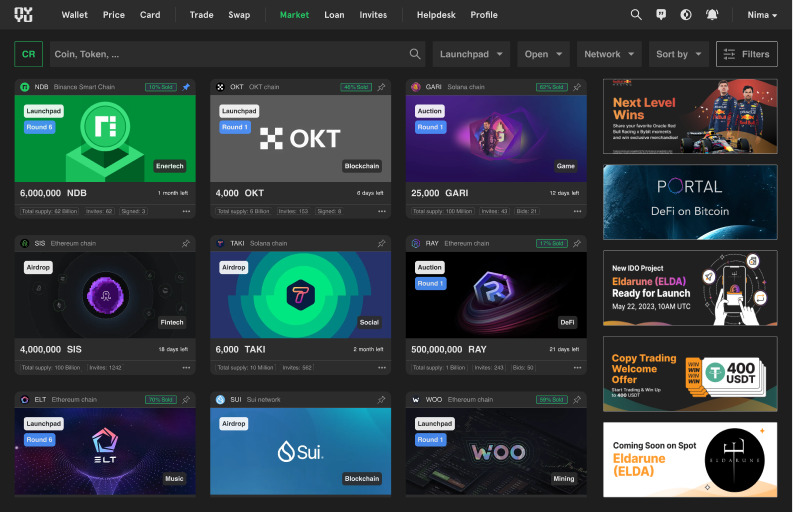 NYYU
Wallet Price Card Trade Swap Market Loan Invites Helpdesk Profile Nima
CR Coin, Token, ... Launchpad Open Network Sort by Filters
NDB Binance Smart Chain 10% Sold
Launchpad
Round 6
Enertech
6,000,000 NDB 1 month left
Total supply: 62 Billion Invites: 62 Signed: 3
OKT OKT chain 46% Sold
Launchpad
Round 1
OKT
Blockchain
4,000 OKT 6 days left
Total supply: 6 Billion Invites: 153 Signed: 8
GARI Solana chain 62% Sold
Auction
Round 1
Game
25,000 GARI 12 days left
Total supply: 100 Million Invites: 43 Bids: 21
Next Level
Wins
Share your favorite Oracle Red
Bull Racing x Bybit moments
and win exclusive merchandise!
PORTAL
DeFi on Bitcoin
SIS Ethereum chain
Airdrop
Fintech
4,000,000 SIS 18 days left
Total supply: 100 Billion Invites: 1242
TAKI Solana chain
Airdrop
Social
6,000 TAKI 2 month left
Total supply: 10 Million Invites: 562
RAY Ethereum chain 17% Sold
Auction
Round 1
DeFi
500,000,000 RAY 21 days left
Total supply: 1 Billion Invites: 243 Bids: 50
New IDO Project
Eldarune (ELDA)
Ready for Launch
May 22, 2023, 10AM UTC
Copy Trading
Welcome
Offer
Start Trading & Win Up
to 400 USDT
WIN
WIN
WIN
WIN
400
USDT
ELT Ethereum chain 70% Sold
Launchpad
Round 6
ELT
Music
SUI Sui network
Airdrop
Sui
Blockchain
WOO Ethereum chain 59% Sold
Launchpad
Round 1
WOO
Mining
Coming Soon on Spot
Eldarune
(ELDA)
ELDARUNE